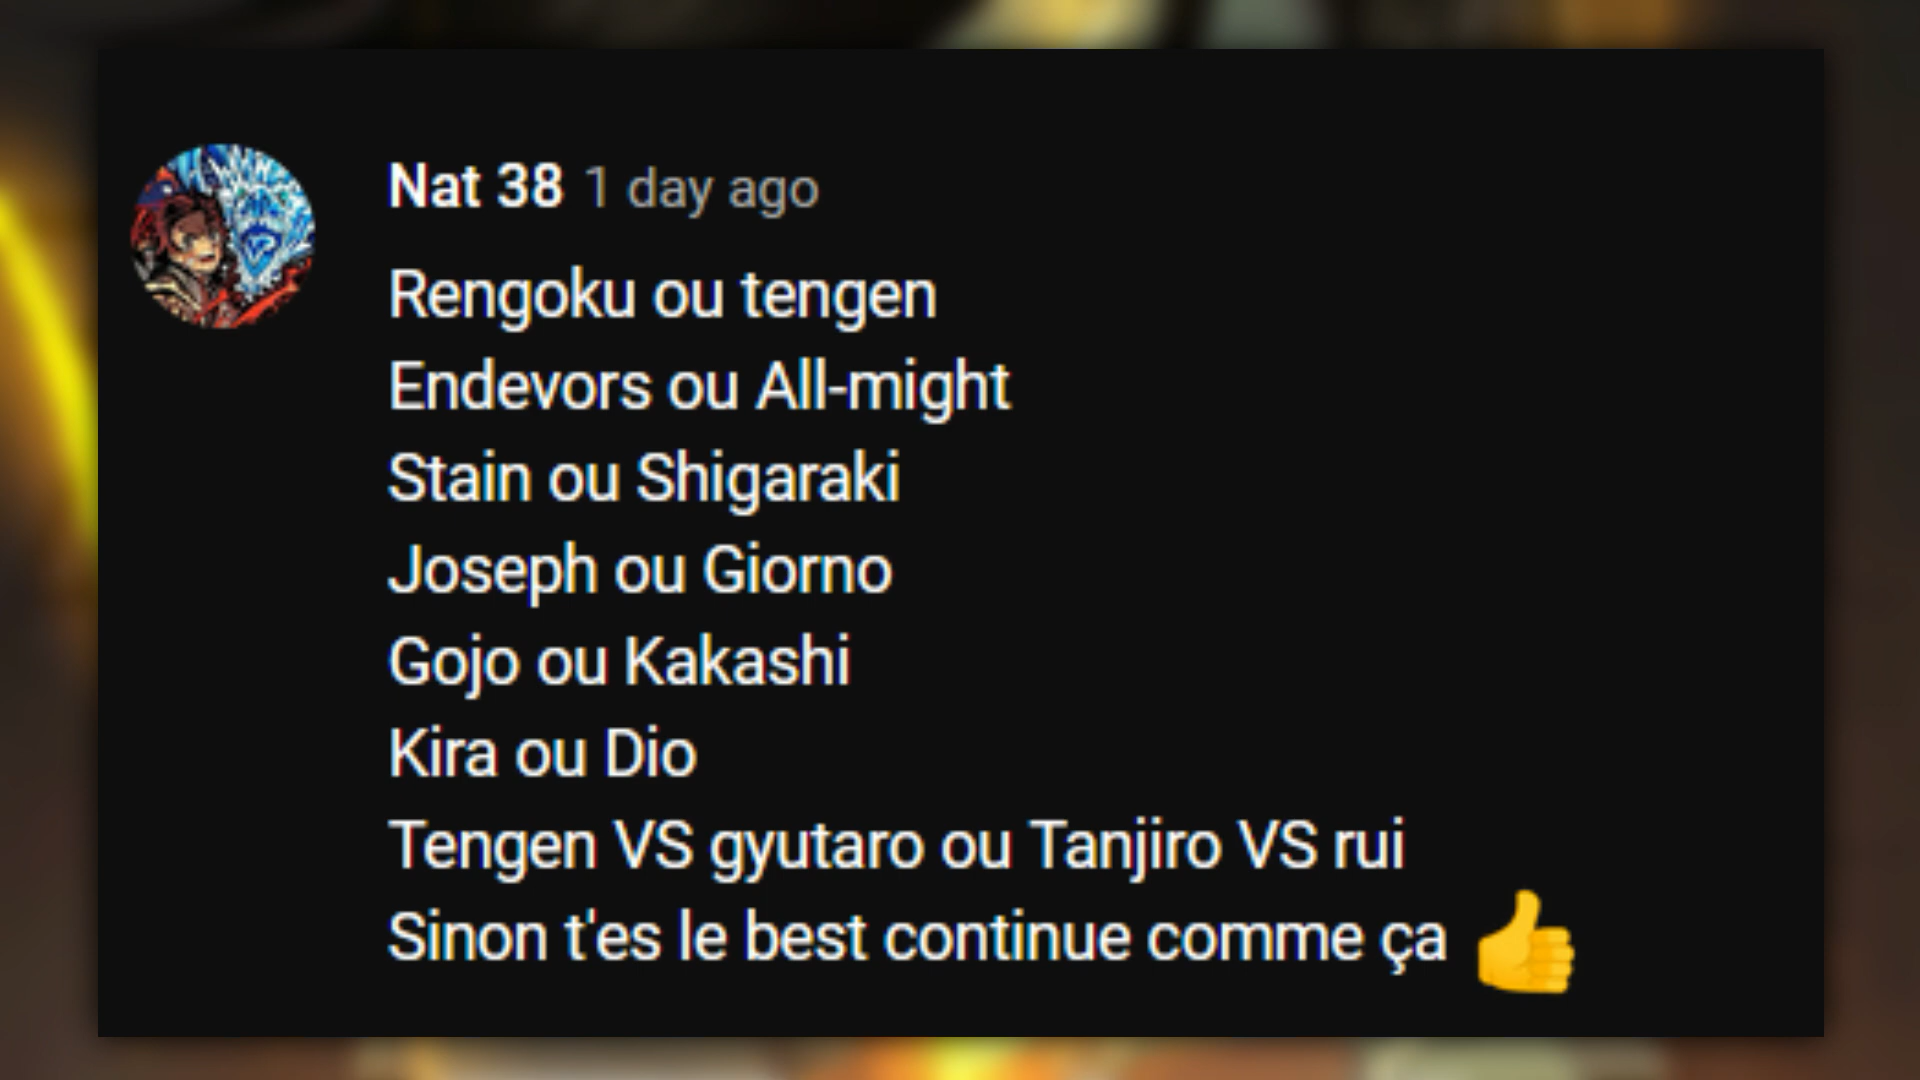 Nat 38 1 day ago
Rengoku ou tengen
Endevors ou All-might
Stain ou Shigaraki
Joseph ou Giorno
Gojo ou Kakashi
Kira ou Dio
Tengen VS gyutaro ou Tanjiro VS rui
Sinon t'es le best continue comme ça 👍